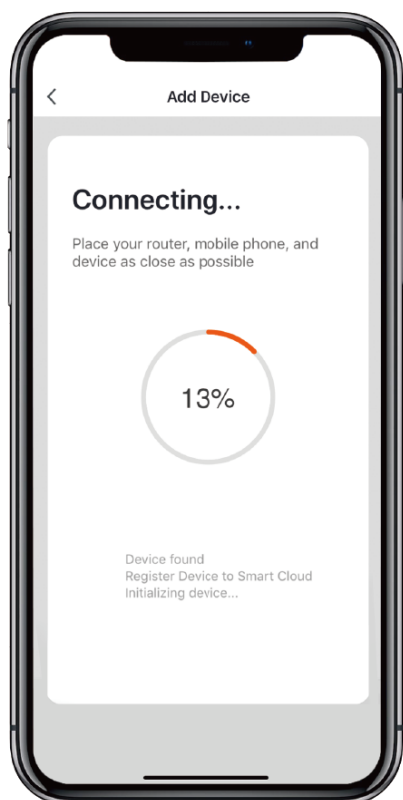 Add Device
Connecting...
Place your router, mobile phone, and
device as close as possible
13%
Device found
Register Device to Smart Cloud
Initializing device...